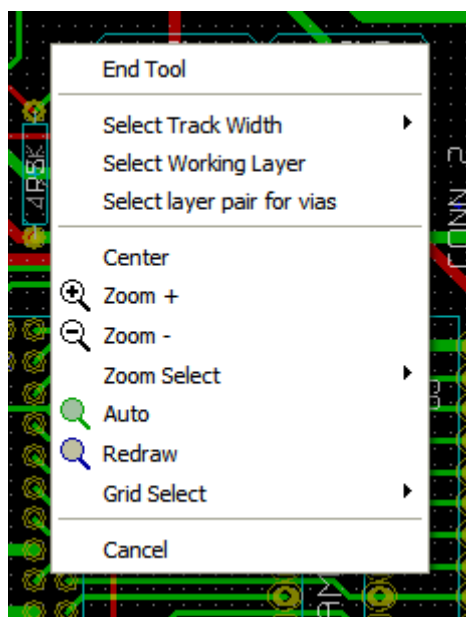 End Tool
Select Track Width
Select Working Layer
Select layer pair for vias
Center
Zoom +
Zoom -
Zoom Select
Auto
Redraw
Grid Select
Cancel
CONN_2